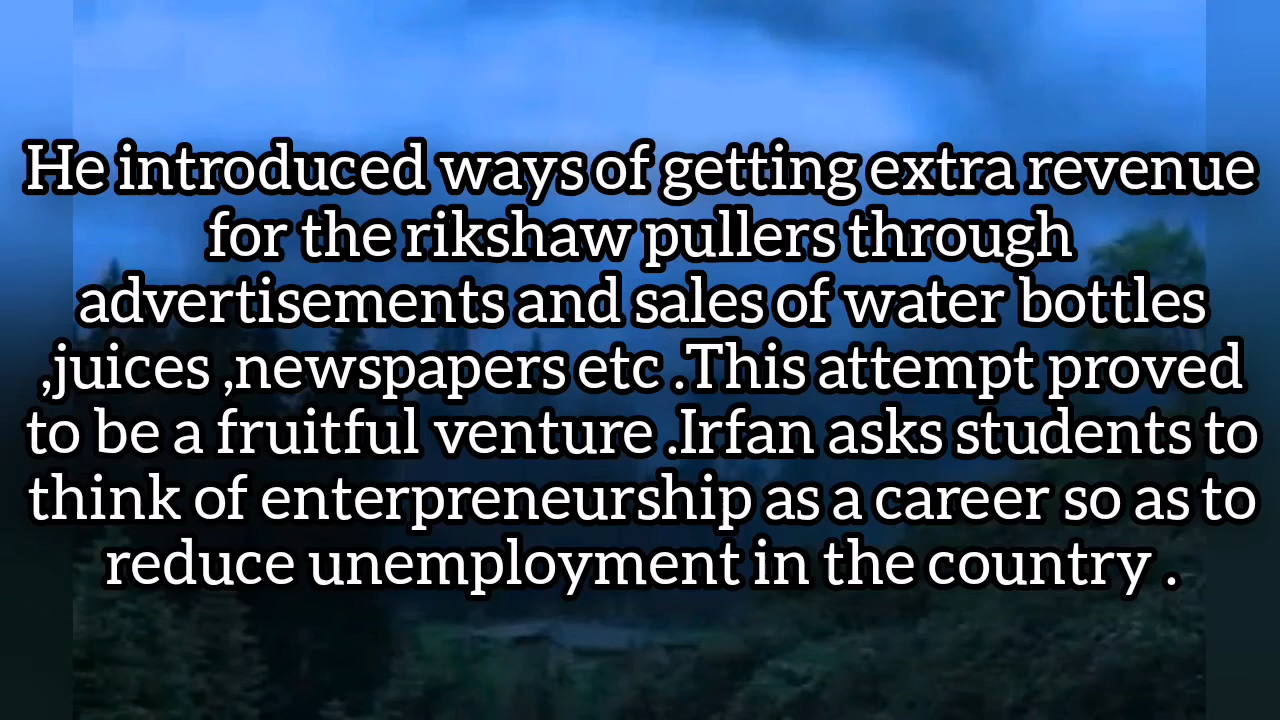 He introduced ways of getting extra revenue
for the rikshaw pullers through
advertisements and sales of water bottles
,juices ,newspapers etc .This attempt proved
to be a fruitful venture .Irfan asks students to
think of enterpreneurship as a career so as to
reduce unemployment in the country .